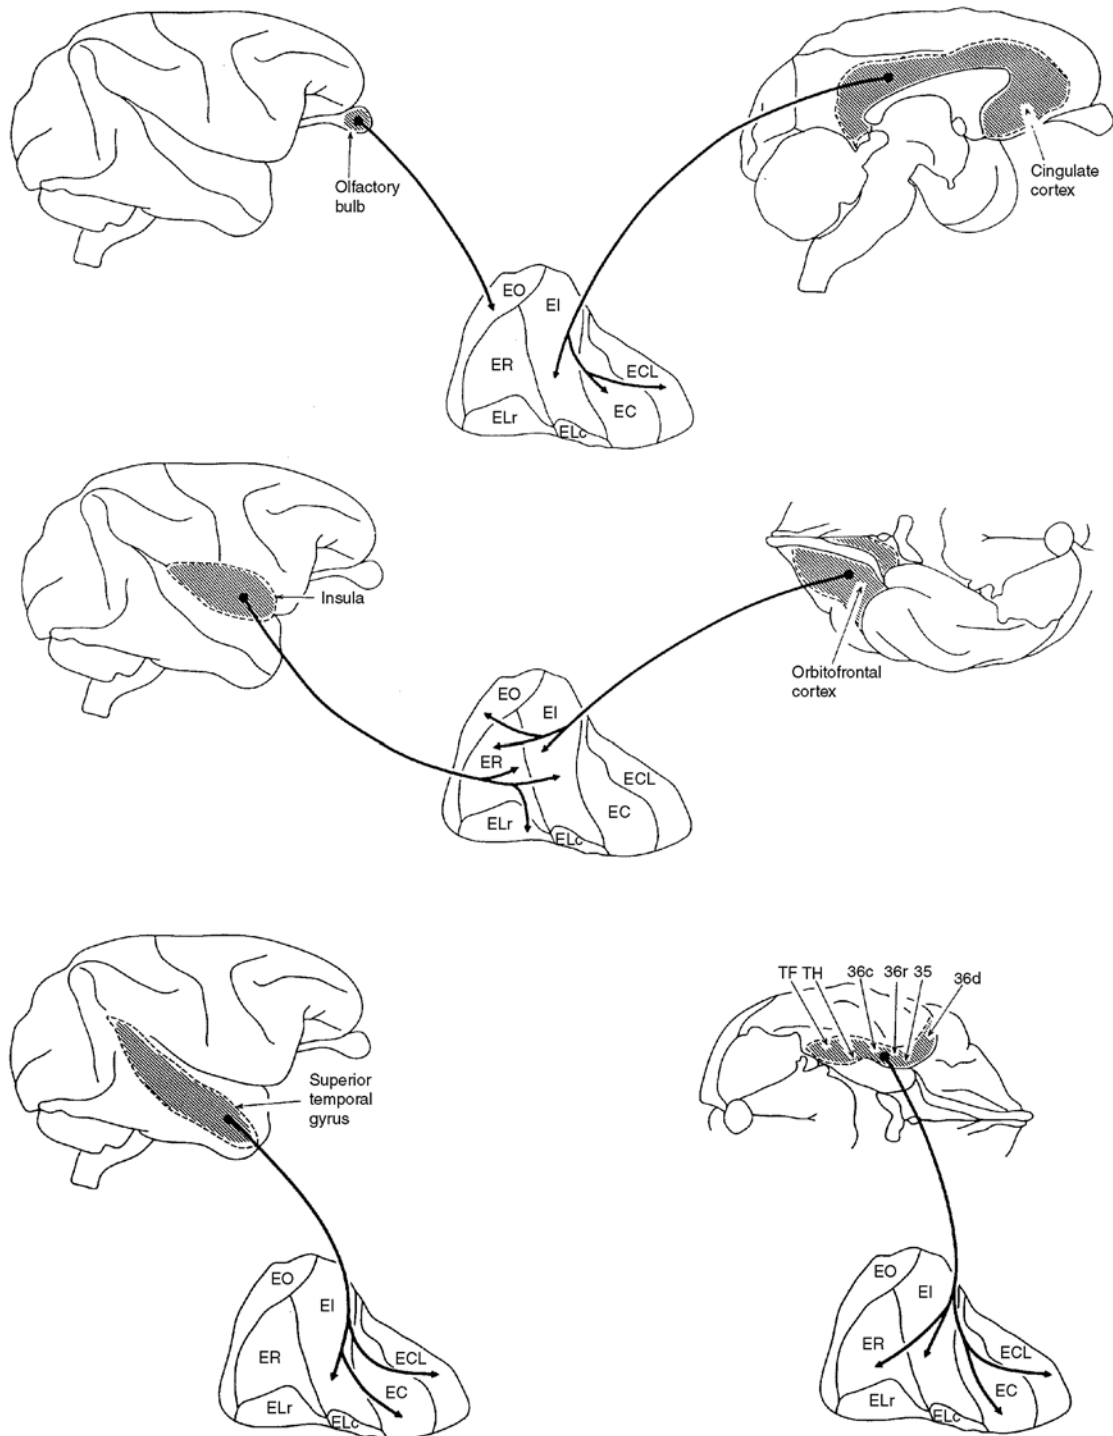 Olfactory
bulb
Cingulate
cortex
EO
EI
ER
ECL
EC
ELr
ELc
Insula
Orbitofrontal
cortex
EO
EI
ER
ECL
EC
ELr
ELc
TF TH 36c 36r 35 36d
Superior
temporal
gyrus
EO
EI
ER
ECL
EC
ELr
ELc
EO
EI
ER
ECL
EC
ELr
ELc